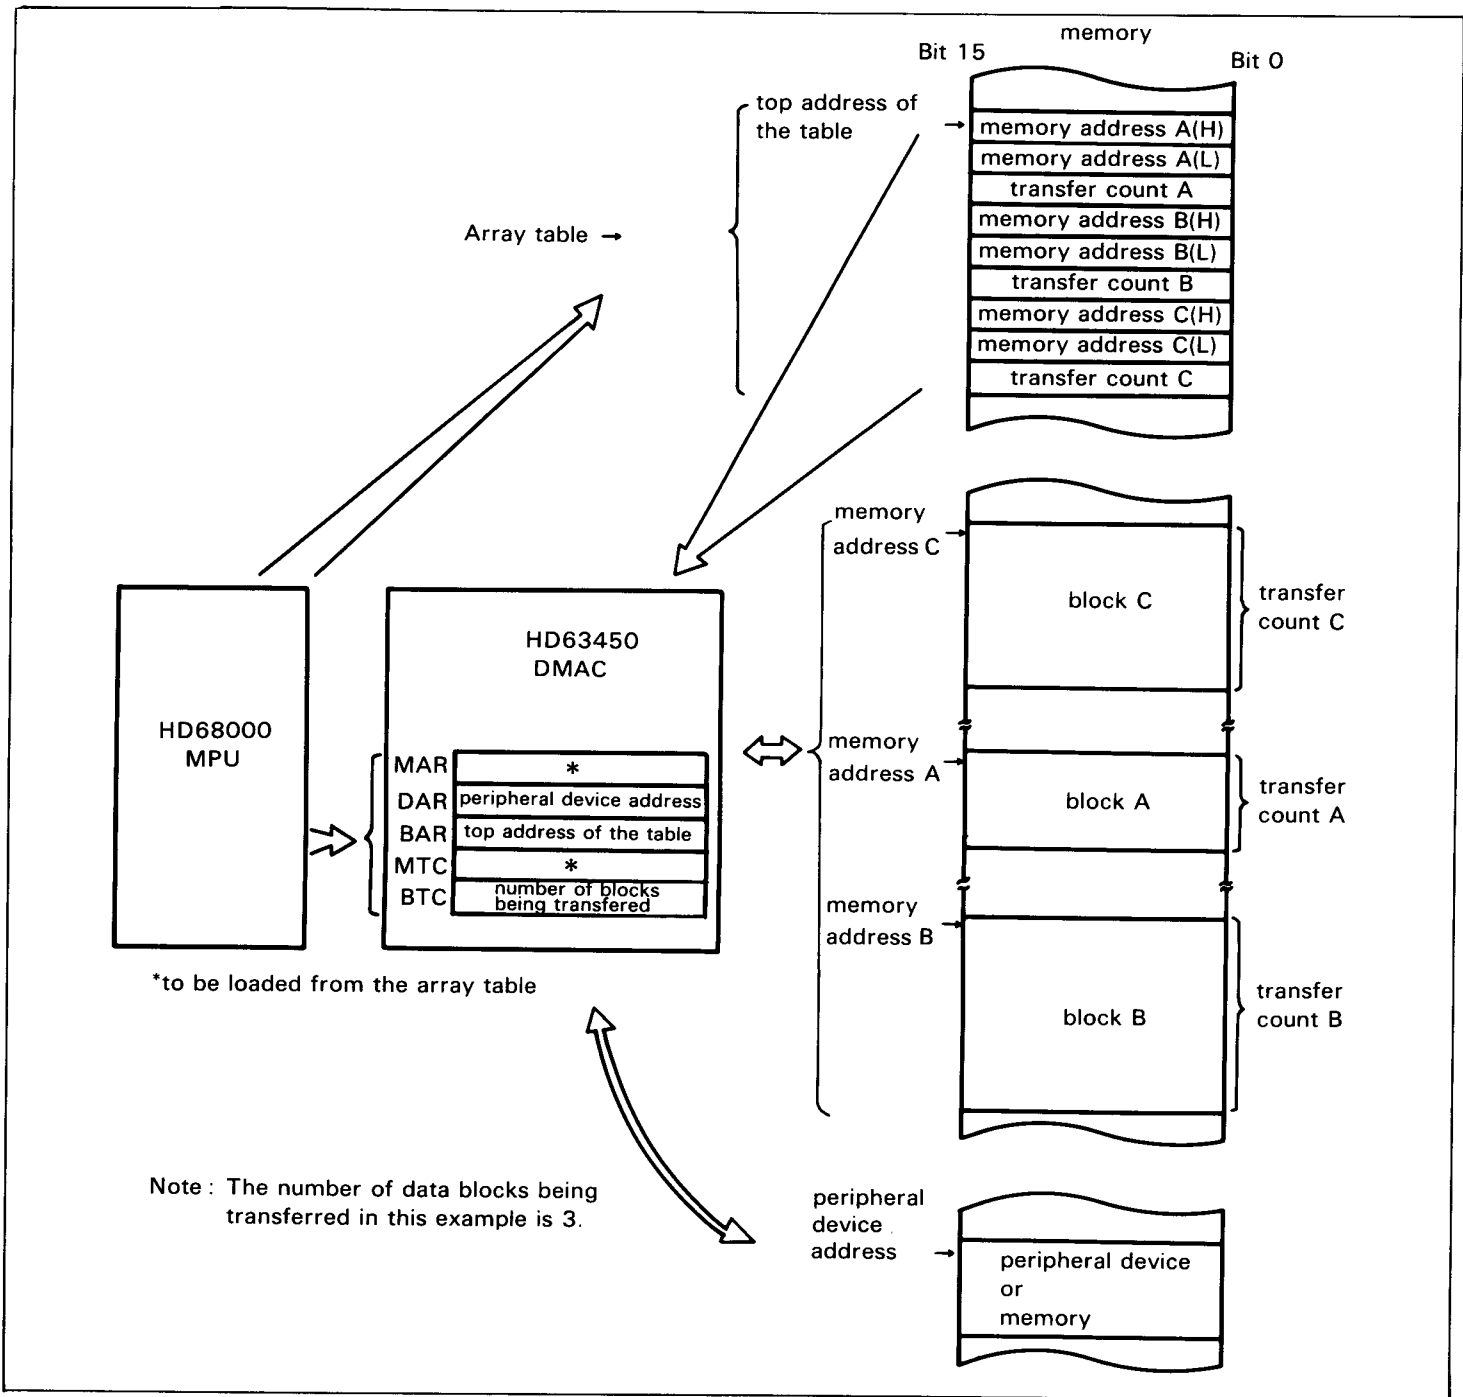 memory
Bit 15
Bit 0
top address of
the table
memory address A(H)
memory address A(L)
transfer count A
memory address B(H)
memory address B(L)
transfer count B
memory address C(H)
memory address C(L)
transfer count C
Array table
memory
address C
block C
transfer
count C
HD68000
MPU
HD63450
DMAC
MAR *
DAR peripheral device address
BAR top address of the table
MTC *
BTC number of blocks
being transfered
memory
address A
block A
transfer
count A
memory
address B
block B
transfer
count B
*to be loaded from the array table
Note : The number of data blocks being
transferred in this example is 3.
peripheral
device
address
peripheral device
or
memory